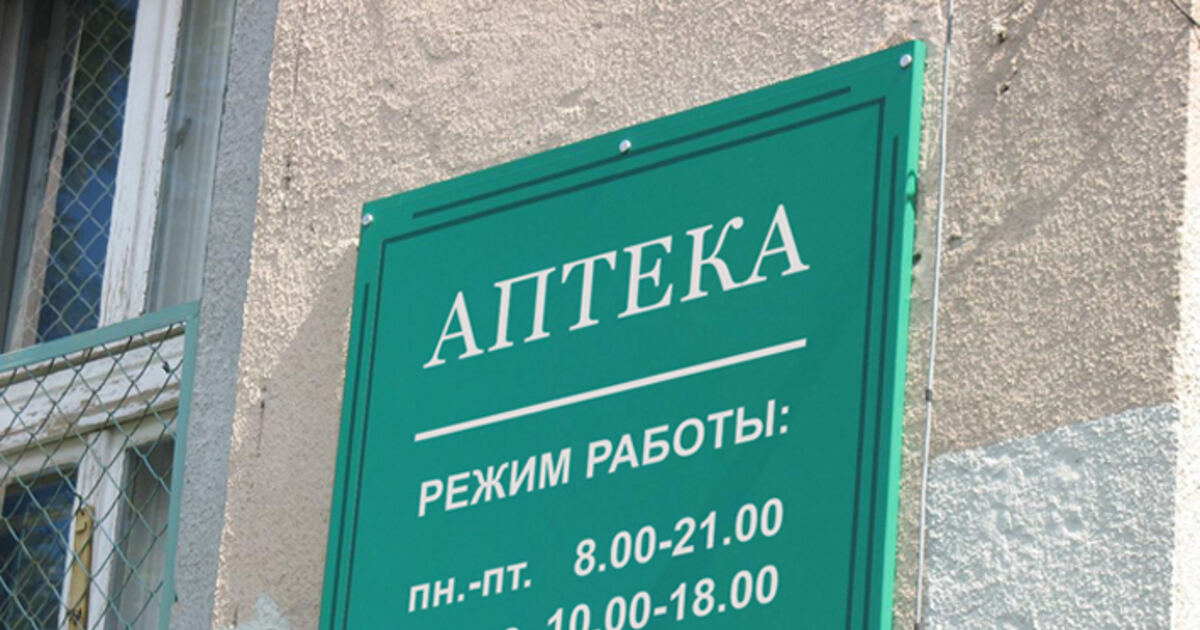 АПТЕКА
РЕЖИМ РАБОТЫ:
пн.-пт. 8.00-21.00
10.00-18.00